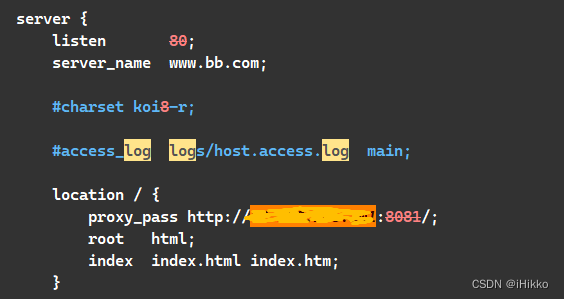 server {
    listen       80;
    server_name  www.bb.com;
    #charset koi8-r;
    #access_log  logs/host.access.log  main;
    location / {
        proxy_pass http://:8081/;
        root   html;
        index  index.html index.htm;
    }
CSDN @iHikko